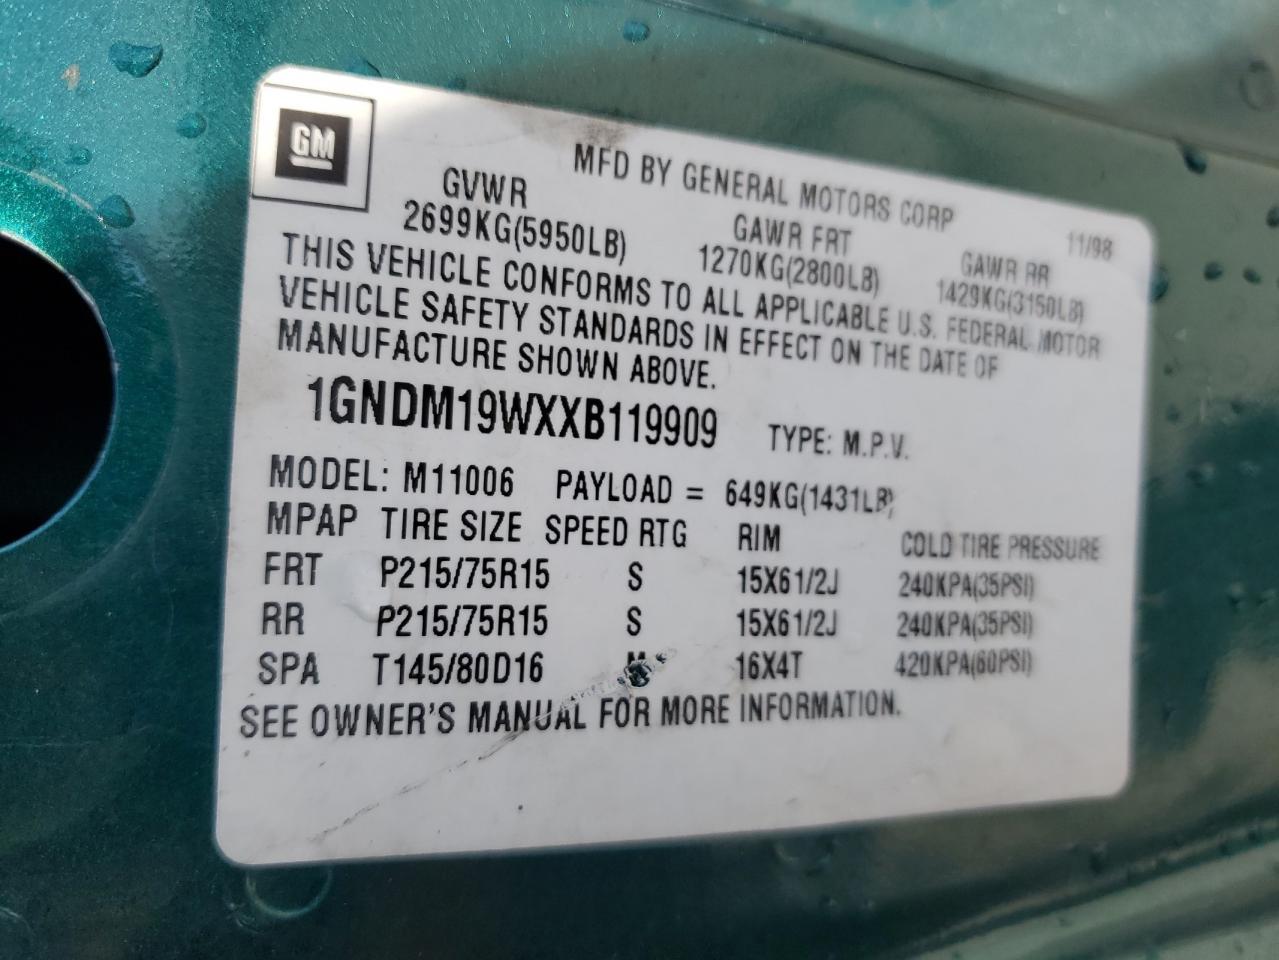 GM
MFD BY GENERAL MOTORS CORP 11/98
GVWR GAWR FRT GAWR RR
2699KG(5950LB) 1270KG(2800LB) 1429KG(3150LB)
THIS VEHICLE CONFORMS TO ALL APPLICABLE U.S. FEDERAL MOTOR
VEHICLE SAFETY STANDARDS IN EFFECT ON THE DATE OF
MANUFACTURE SHOWN ABOVE.
1GNDM19WXXB119909 TYPE: M.P.V.
MODEL: M11006 PAYLOAD = 649KG(1431LB)
MPAP TIRE SIZE SPEED RTG RIM COLD TIRE PRESSURE
FRT P215/75R15 S 15X61/2J 240KPA(35PSI)
RR P215/75R15 S 15X61/2J 240KPA(35PSI)
SPA T145/80D16 M 16X4T 420KPA(60PSI)
SEE OWNER'S MANUAL FOR MORE INFORMATION.